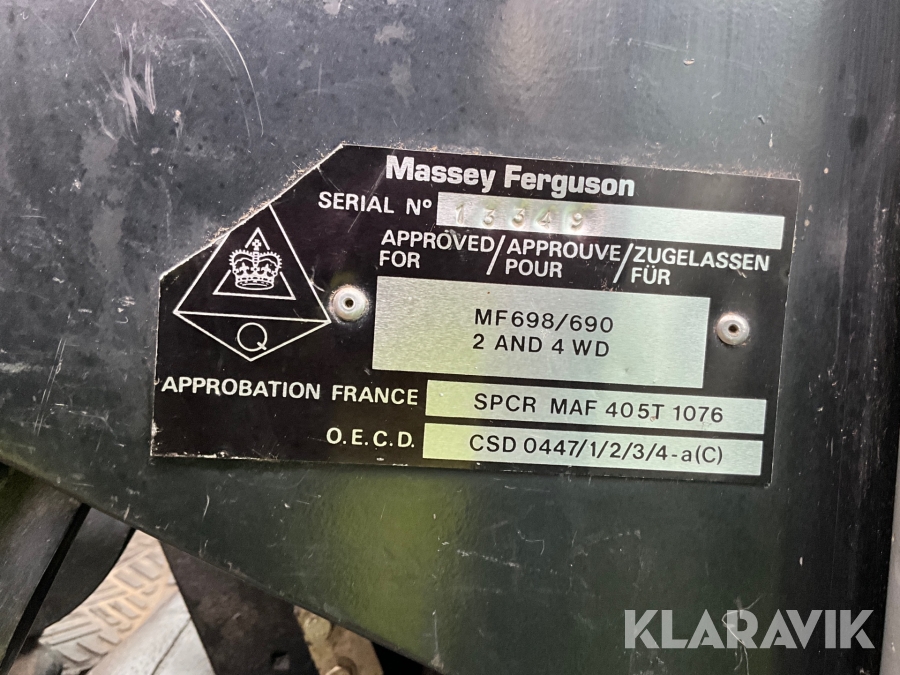 Massey Ferguson
SERIAL Nº 13349
APPROVED FOR / APPROUVE POUR / ZUGELASSEN FÜR
MF698/690
2 AND 4 WD
Q
APPROBATION FRANCE SPCR MAF 405T 1076
O.E.C.D. CSD 0447/1/2/3/4-a(C)
KLARAVIK